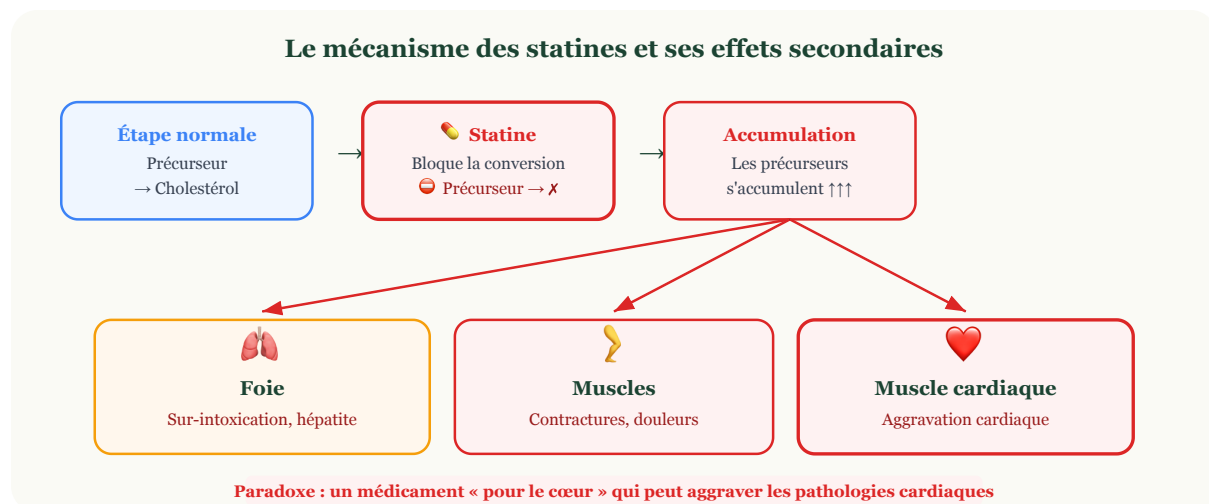 Le mécanisme des statines et ses effets secondaires
Étape normale
Précurseur
→ Cholestérol
→
Statine
Bloque la conversion
Précurseur → ✗
→
Accumulation
Les précurseurs
s'accumulent ↑↑↑
Foie
Sur-intoxication, hépatite
Muscles
Contractures, douleurs
Muscle cardiaque
Aggravation cardiaque
Paradoxe : un médicament « pour le cœur » qui peut aggraver les pathologies cardiaques